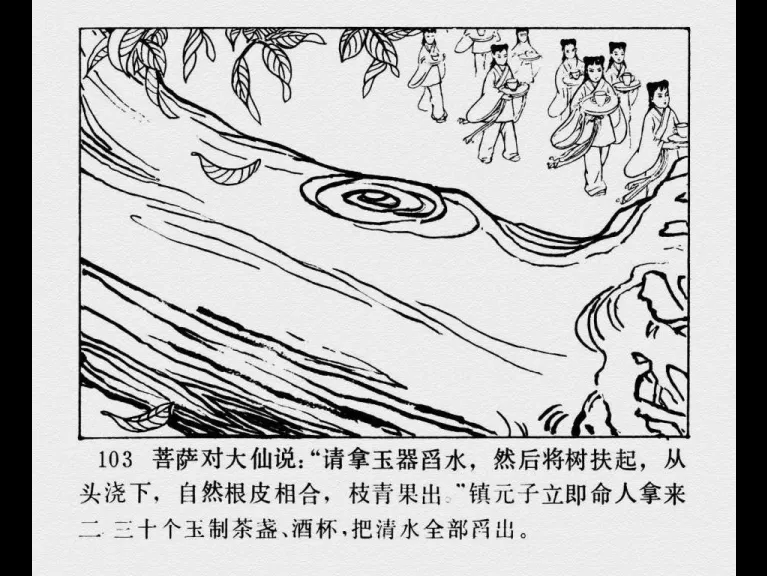 103 菩萨对大仙说：“请拿玉器舀水，然后将树扶起，从
头浇下，自然根皮相合，枝青果出。”镇元子立即命人拿来
二 三十个玉制茶盏、酒杯，把清水全部舀出。